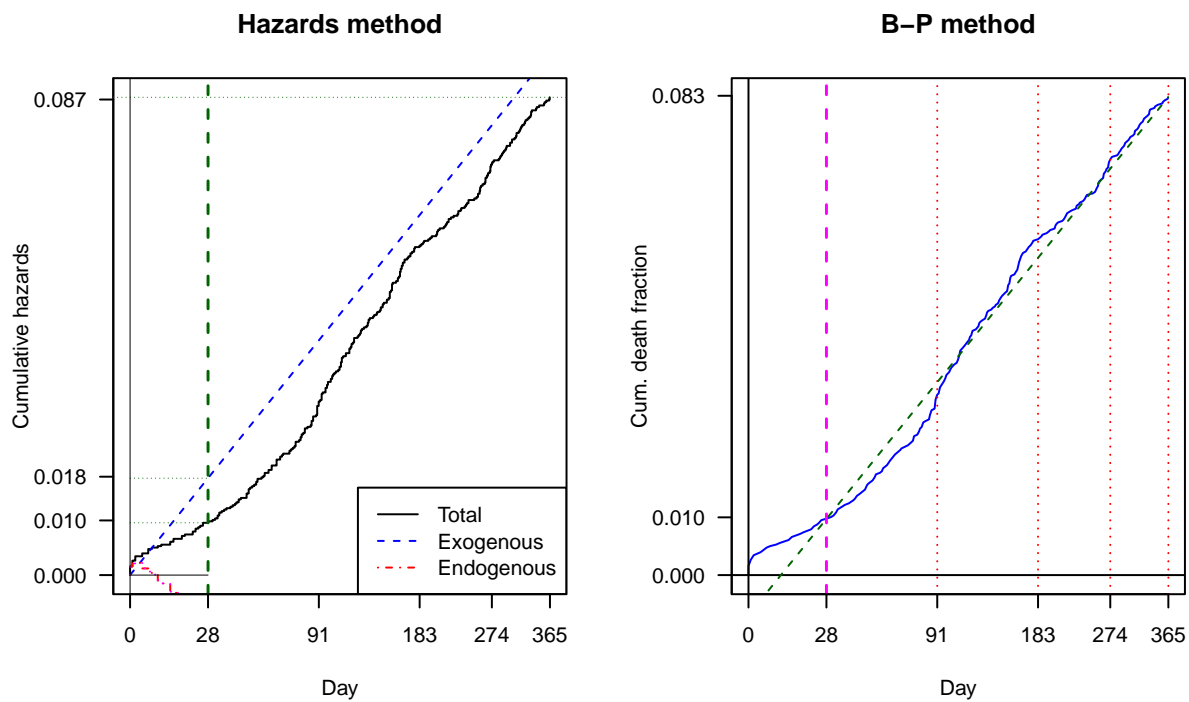 Hazards method
Cumulative hazards
0.087
0.018
0.010
0.000
Total
Exogenous
Endogenous
0 28 91 183 274 365
Day
B−P method
Cum. death fraction
0.083
0.010
0.000
0 28 91 183 274 365
Day